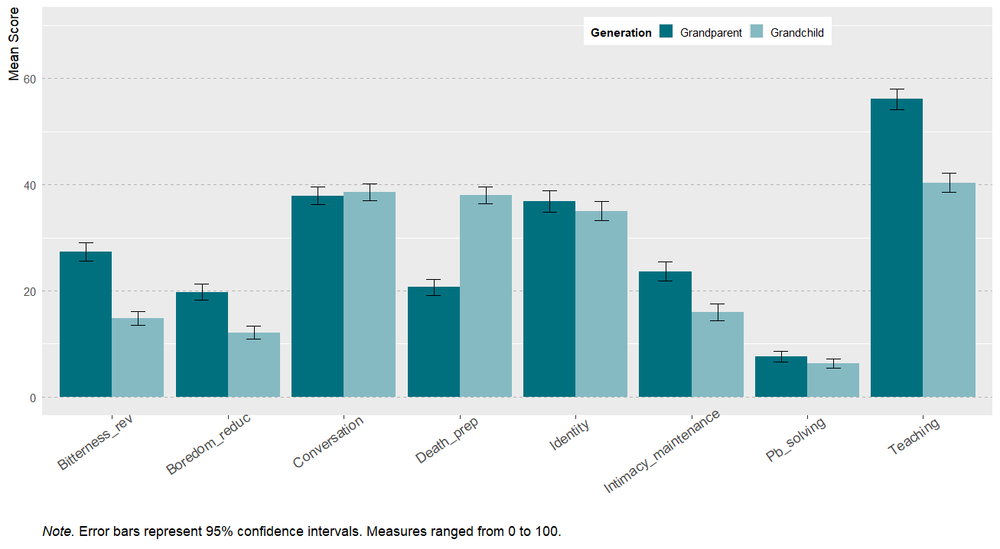 Mean Score
Generation Grandparent Grandchild
60
40
20
0
Bitterness_rev
Boredom_reduc
Conversation
Death_prep
Identity
Intimacy_maintenance
Pb_solving
Teaching
Note. Error bars represent 95% confidence intervals. Measures ranged from 0 to 100.